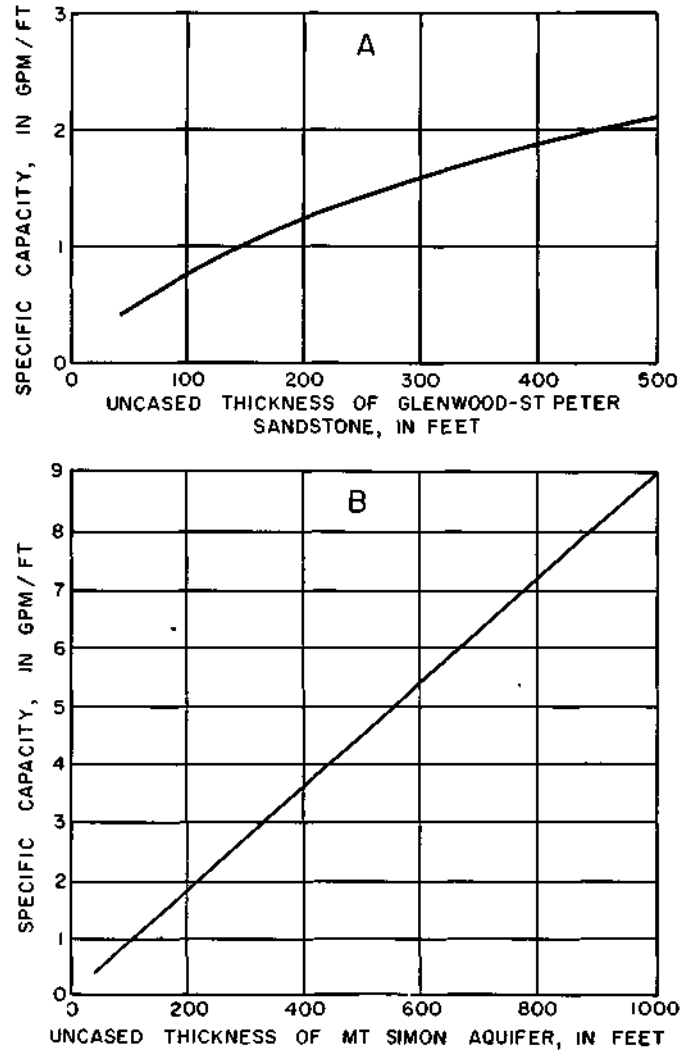 A
SPECIFIC CAPACITY, IN GPM/FT
3
2
1
0
0 100 200 300 400 500
UNCASED THICKNESS OF GLENWOOD-ST PETER
SANDSTONE, IN FEET
B
SPECIFIC CAPACITY, IN GPM/FT
9
8
7
6
5
4
3
2
1
0
0 200 400 600 800 1000
UNCASED THICKNESS OF MT SIMON AQUIFER, IN FEET